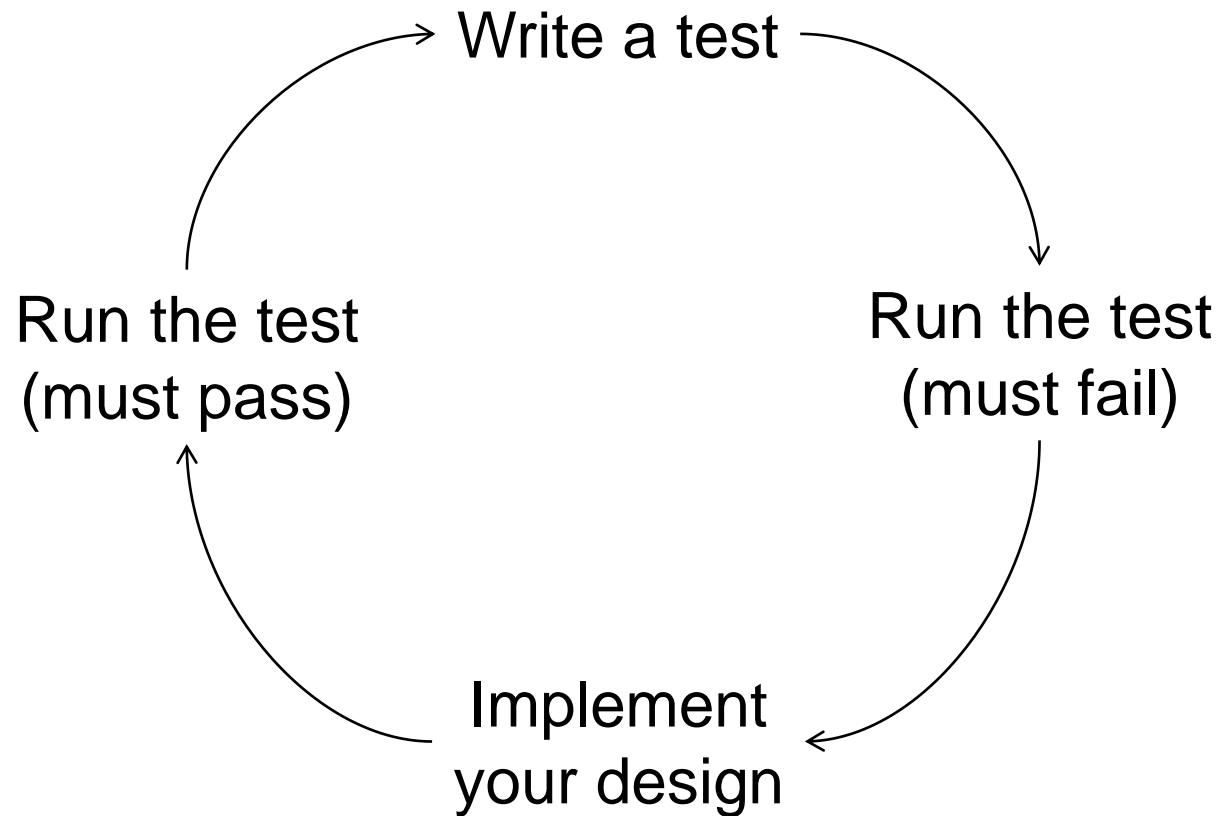 Write a test
Run the test
(must fail)
Implement
your design
Run the test
(must pass)